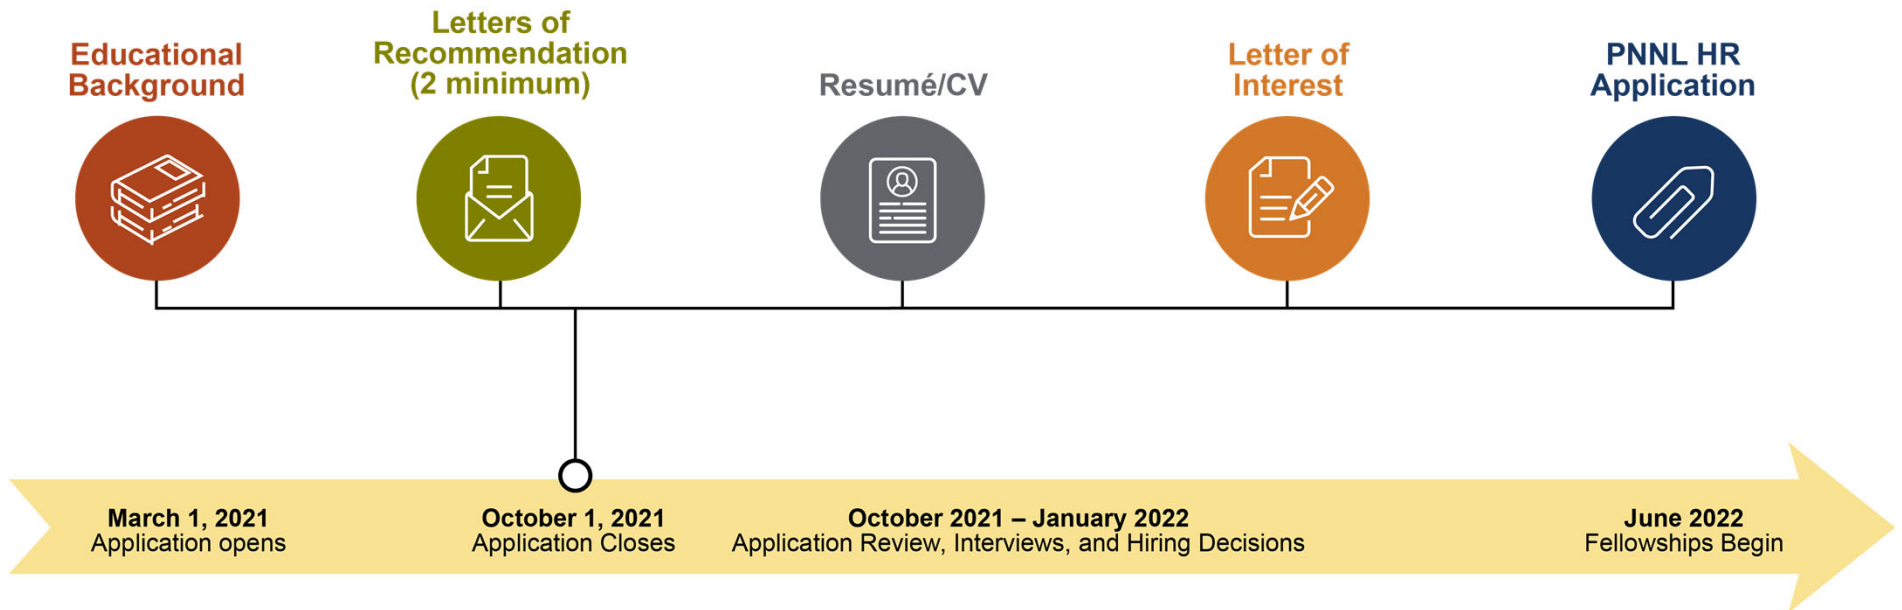 Educational
Background
Letters of
Recommendation
(2 minimum)
Resumé/CV
Letter of
Interest
PNNL HR
Application
March 1, 2021
Application opens
October 1, 2021
Application Closes
October 2021 – January 2022
Application Review, Interviews, and Hiring Decisions
June 2022
Fellowships Begin